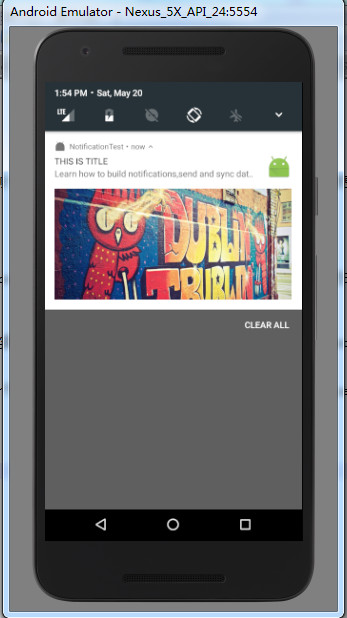 Android Emulator - Nexus_5X_API_24:5554
1:54 PM • Sat, May 20
LTE
NotificationTest • now
THIS IS TITLE
Learn how to build notifications,send and sync dat..
DUBLIN
TRUBLIN
CLEAR ALL